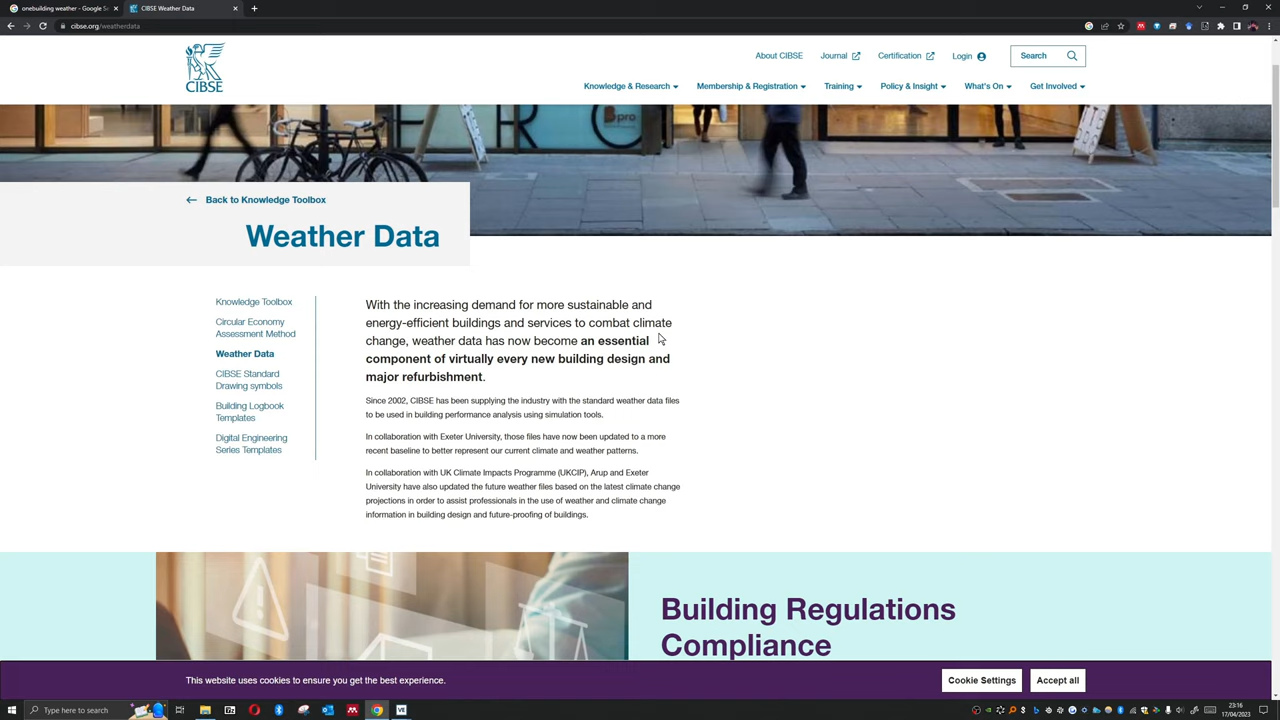 onebuilding weather - Google Se
CIBSE Weather Data
cibse.org/weatherdata
CIBSE
About CIBSE
Journal
Certification
Login
Search
Knowledge & Research
Membership & Registration
Training
Policy & Insight
What's On
Get Involved
pro
Back to Knowledge Toolbox
Weather Data
Knowledge Toolbox
Circular Economy
Assessment Method
Weather Data
CIBSE Standard
Drawing symbols
Building Logbook
Templates
Digital Engineering
Series Templates
With the increasing demand for more sustainable and
energy-efficient buildings and services to combat climate
change, weather data has now become an essential
component of virtually every new building design and
major refurbishment.
Since 2002, CIBSE has been supplying the industry with the standard weather data files
to be used in building performance analysis using simulation tools.
In collaboration with Exeter University, those files have now been updated to a more
recent baseline to better represent our current climate and weather patterns.
In collaboration with UK Climate Impacts Programme (UKCIP), Arup and Exeter
University have also updated the future weather files based on the latest climate change
projections in order to assist professionals in the use of weather and climate change
information in building design and future-proofing of buildings.
Building Regulations
Compliance
This website uses cookies to ensure you get the best experience.
Cookie Settings
Accept all
Type here to search
23:16
17/04/2023